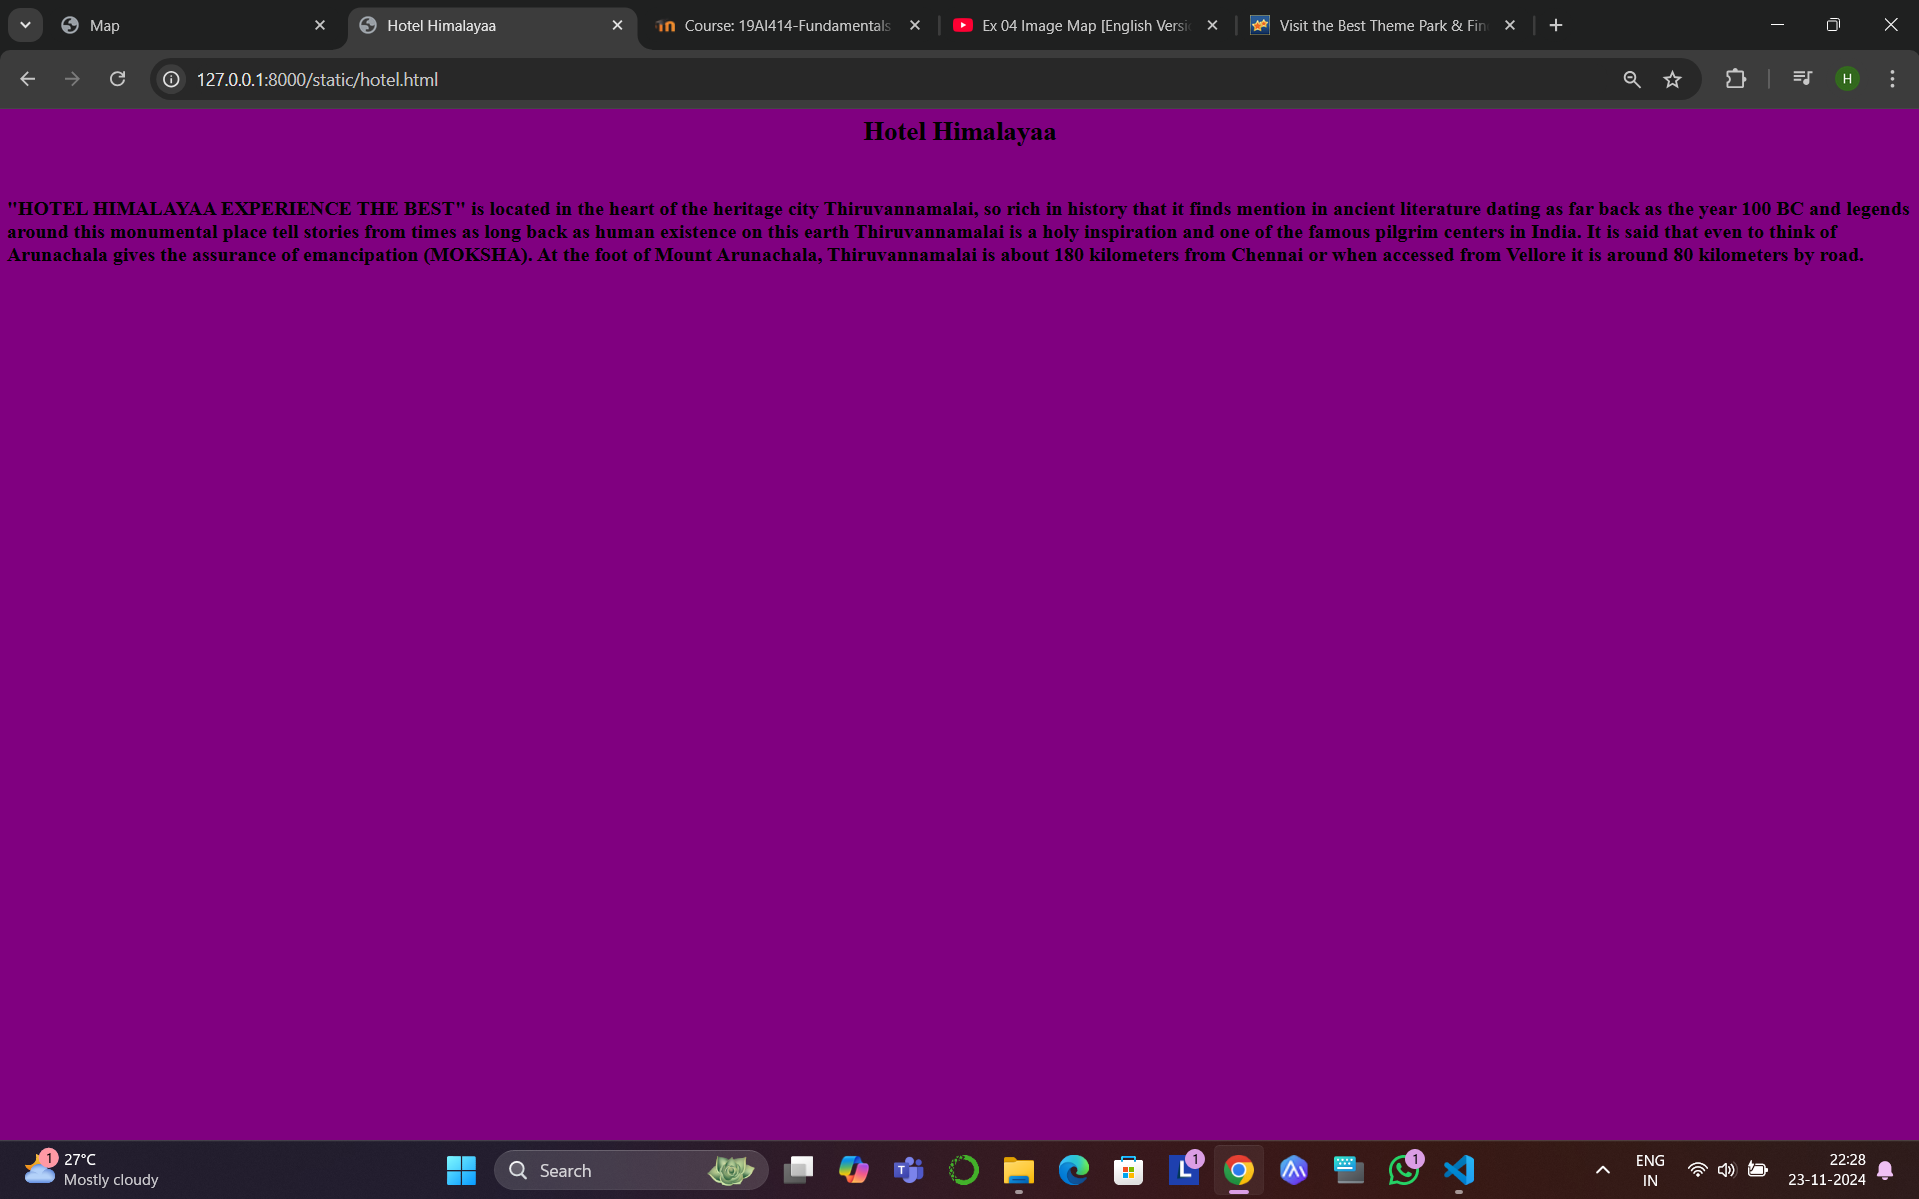 Map
Hotel Himalayaa
Course: 19AI414-Fundamentals
Ex 04 Image Map [English Versi
Visit the Best Theme Park & Fin
127.0.0.1:8000/static/hotel.html
H
Hotel Himalayaa
"HOTEL HIMALAYAA EXPERIENCE THE BEST" is located in the heart of the heritage city Thiruvannamalai, so rich in history that it finds mention in ancient literature dating as far back as the year 100 BC and legends
around this monumental place tell stories from times as long back as human existence on this earth Thiruvannamalai is a holy inspiration and one of the famous pilgrim centers in India. It is said that even to think of
Arunachala gives the assurance of emancipation (MOKSHA). At the foot of Mount Arunachala, Thiruvannamalai is about 180 kilometers from Chennai or when accessed from Vellore it is around 80 kilometers by road.
1
27°C
Mostly cloudy
Search
T
L
1
1
ENG
IN
22:28
23-11-2024